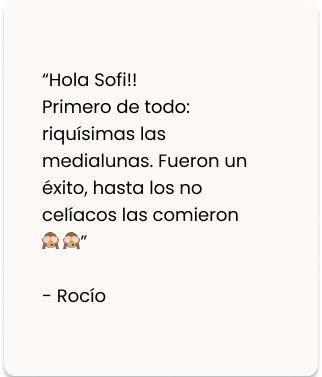 “Hola Sofi!!
Primero de todo:
riquísimas las
medialunas. Fueron un
éxito, hasta los no
celíacos las comieron
🙈🙈”
- Rocío